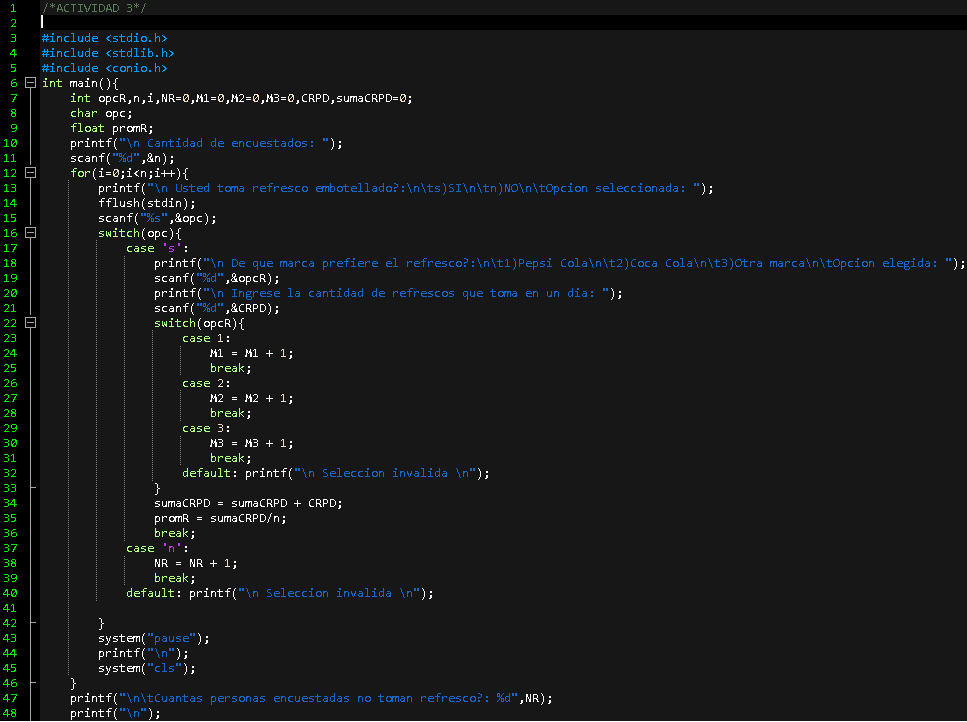 1 /*ACTIVIDAD 3*/
2
3 #include <stdio.h>
4 #include <stdlib.h>
5 #include <conio.h>
6 int main(){
7 int opcR,n,i,NR=0,M1=0,M2=0,M3=0,CRPD,sumaCRPD=0;
8 char opc;
9 float promR;
10 printf("\n Cantidad de encuestados: ");
11 scanf("%d",&n);
12 for(i=0;i<n;i++){
13 printf("\n Usted toma refresco embotellado?:\n\ts)SI\n\tn)NO\n\tOpcion seleccionada: ");
14 fflush(stdin);
15 scanf("%s",&opc);
16 switch(opc){
17 case 's':
18 printf("\n De que marca prefiere el refresco?:\n\t1)Pepsi Cola\n\t2)Coca Cola\n\t3)Otra marca\n\tOpcion elegida: ");
19 scanf("%d",&opcR);
20 printf("\n Ingrese la cantidad de refrescos que toma en un dia: ");
21 scanf("%d",&CRPD);
22 switch(opcR){
23 case 1:
24 M1 = M1 + 1;
25 break;
26 case 2:
27 M2 = M2 + 1;
28 break;
29 case 3:
30 M3 = M3 + 1;
31 break;
32 default: printf("\n Seleccion invalida \n");
33 }
34 sumaCRPD = sumaCRPD + CRPD;
35 promR = sumaCRPD/n;
36 break;
37 case 'n':
38 NR = NR + 1;
39 break;
40 default: printf("\n Seleccion invalida \n");
41
42 }
43 system("pause");
44 printf("\n");
45 system("cls");
46 }
47 printf("\n\tCuantas personas encuestadas no toman refresco?: %d",NR);
48 printf("\n");